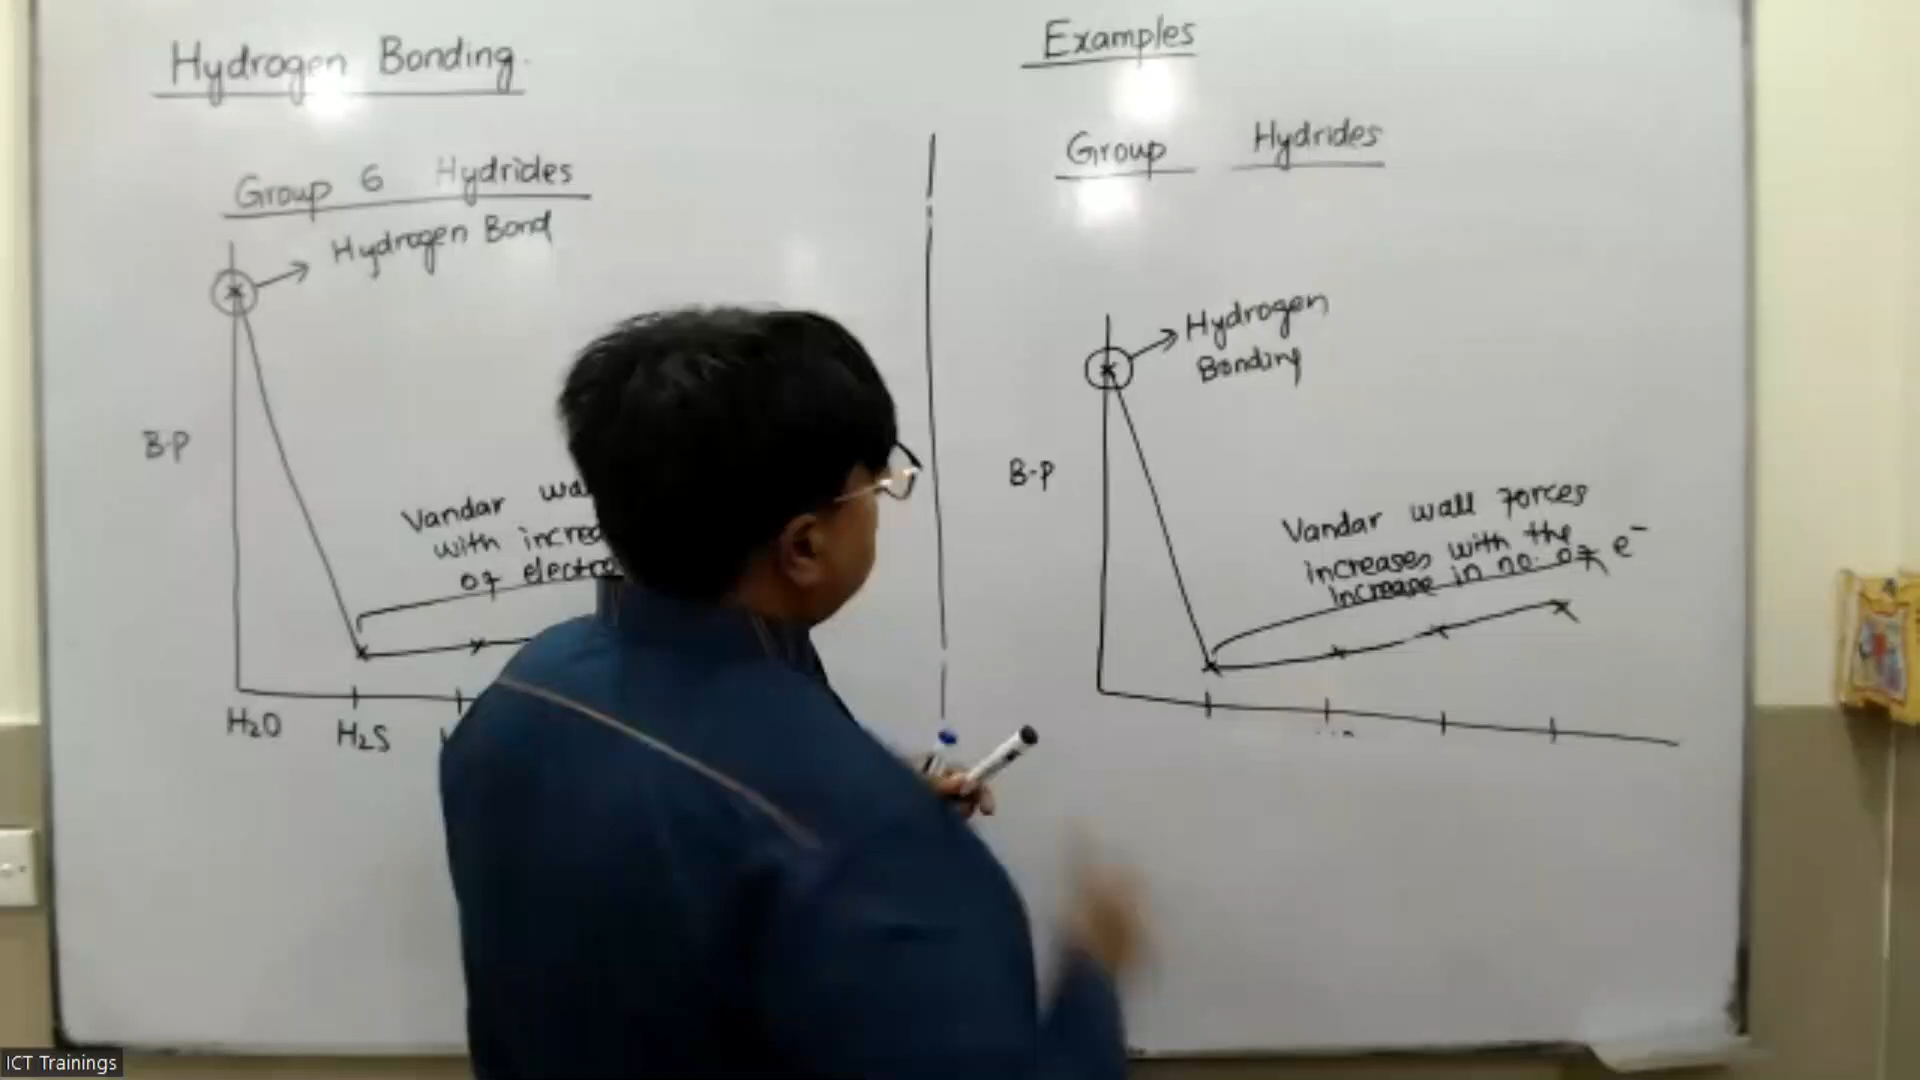 Hydrogen Bonding.
Group 6 Hydrides
Hydrogen Bond
B-P
Vandar
with
of
H₂O
H₂S
Examples
Group Hydrides
Hydrogen
Bonding
B-P
Vandar wall forces
increases with the
increase in no. of e⁻
ICT Trainings